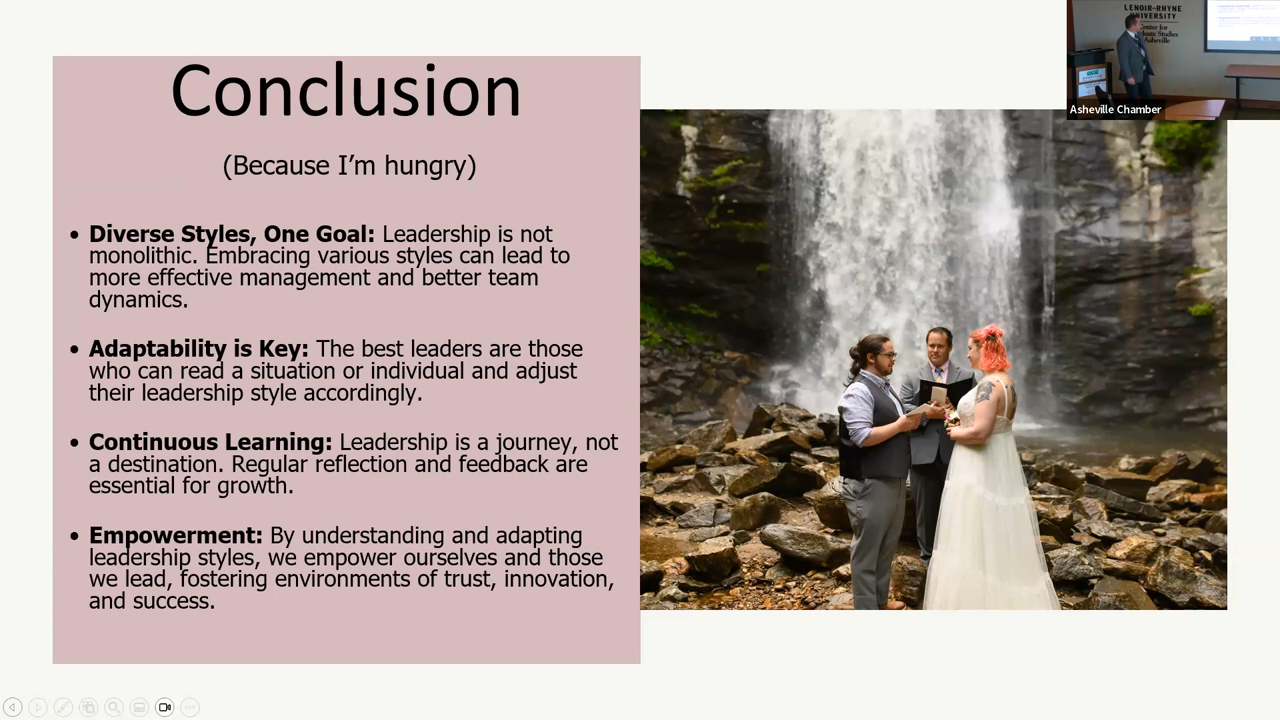 Conclusion
(Because I’m hungry)
• Diverse Styles, One Goal: Leadership is not
monolithic. Embracing various styles can lead to
more effective management and better team
dynamics.
• Adaptability is Key: The best leaders are those
who can read a situation or individual and adjust
their leadership style accordingly.
• Continuous Learning: Leadership is a journey, not
a destination. Regular reflection and feedback are
essential for growth.
• Empowerment: By understanding and adapting
leadership styles, we empower ourselves and those
we lead, fostering environments of trust, innovation,
and success.
LENOIR-RHYNE
UNIVERSITY
Center for
Studies
Asheville
Asheville Chamber